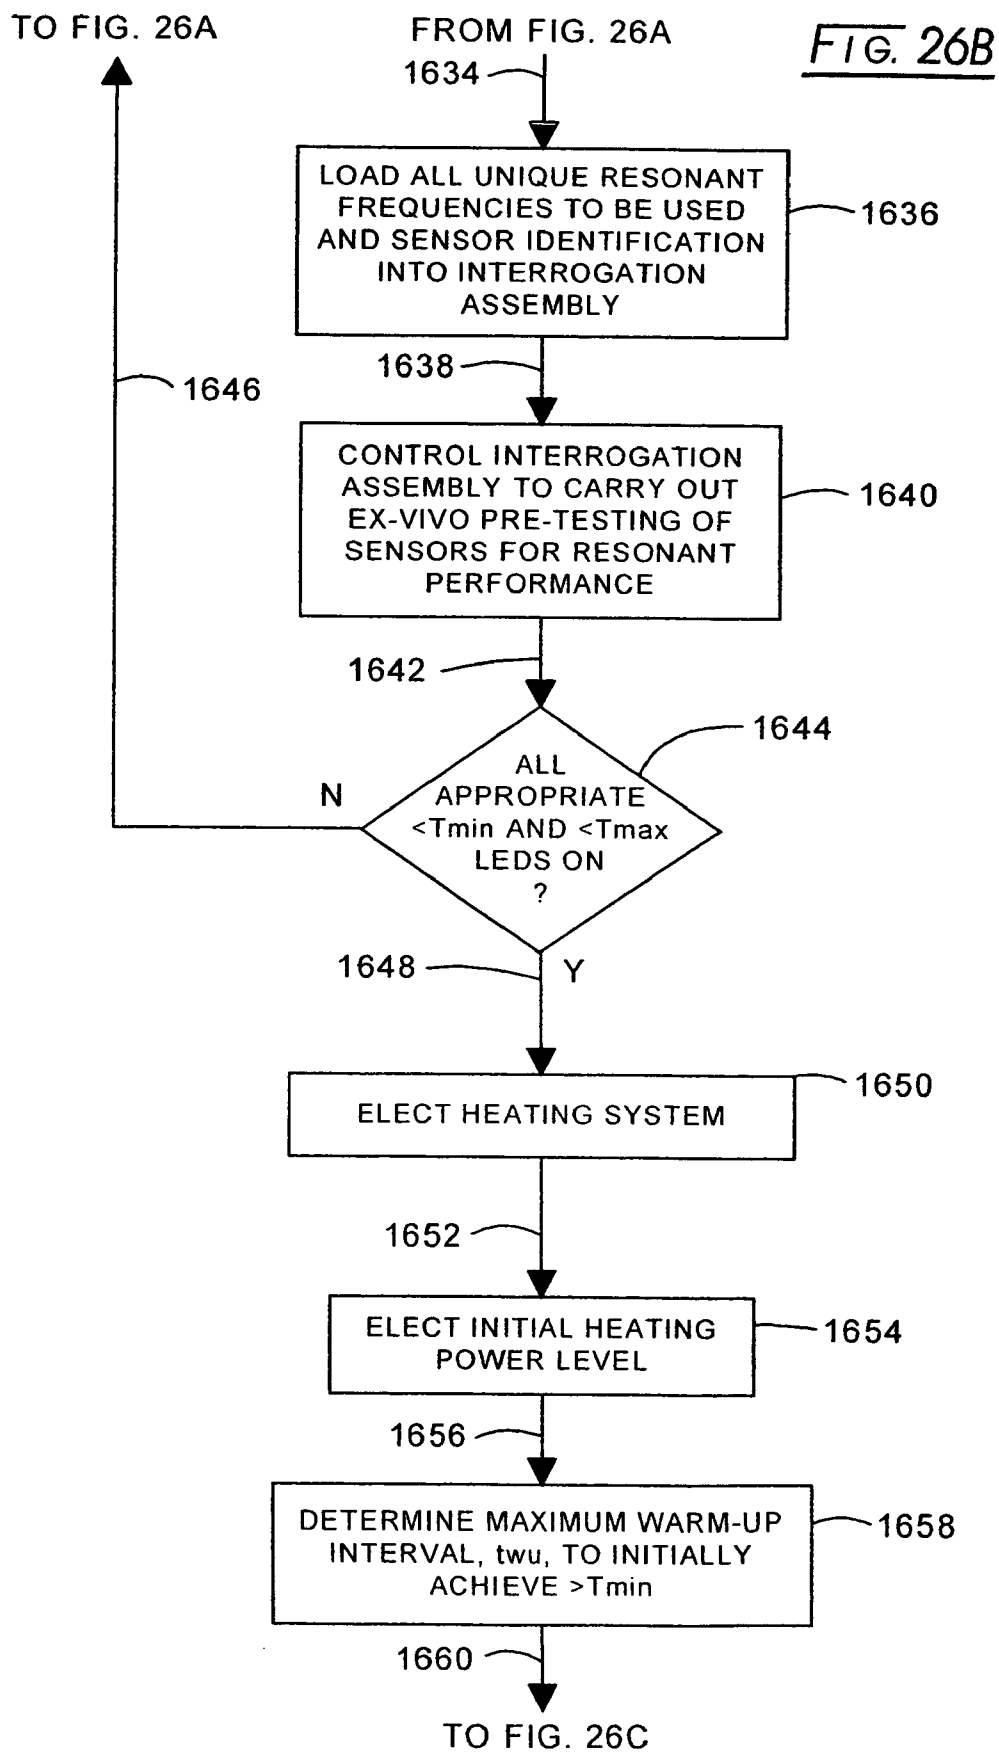 TO FIG. 26A
FROM FIG. 26A
FIG. 26B
1634
LOAD ALL UNIQUE RESONANT
FREQUENCIES TO BE USED
AND SENSOR IDENTIFICATION
INTO INTERROGATION
ASSEMBLY
1636
1638
1646
CONTROL INTERROGATION
ASSEMBLY TO CARRY OUT
EX-VIVO PRE-TESTING OF
SENSORS FOR RESONANT
PERFORMANCE
1640
1642
1644
ALL
APPROPRIATE
<Tmin AND <Tmax
LEDS ON
?
N
1648
Y
1650
ELECT HEATING SYSTEM
1652
ELECT INITIAL HEATING
POWER LEVEL
1654
1656
DETERMINE MAXIMUM WARM-UP
INTERVAL, twu, TO INITIALLY
ACHIEVE >Tmin
1658
1660
TO FIG. 26C